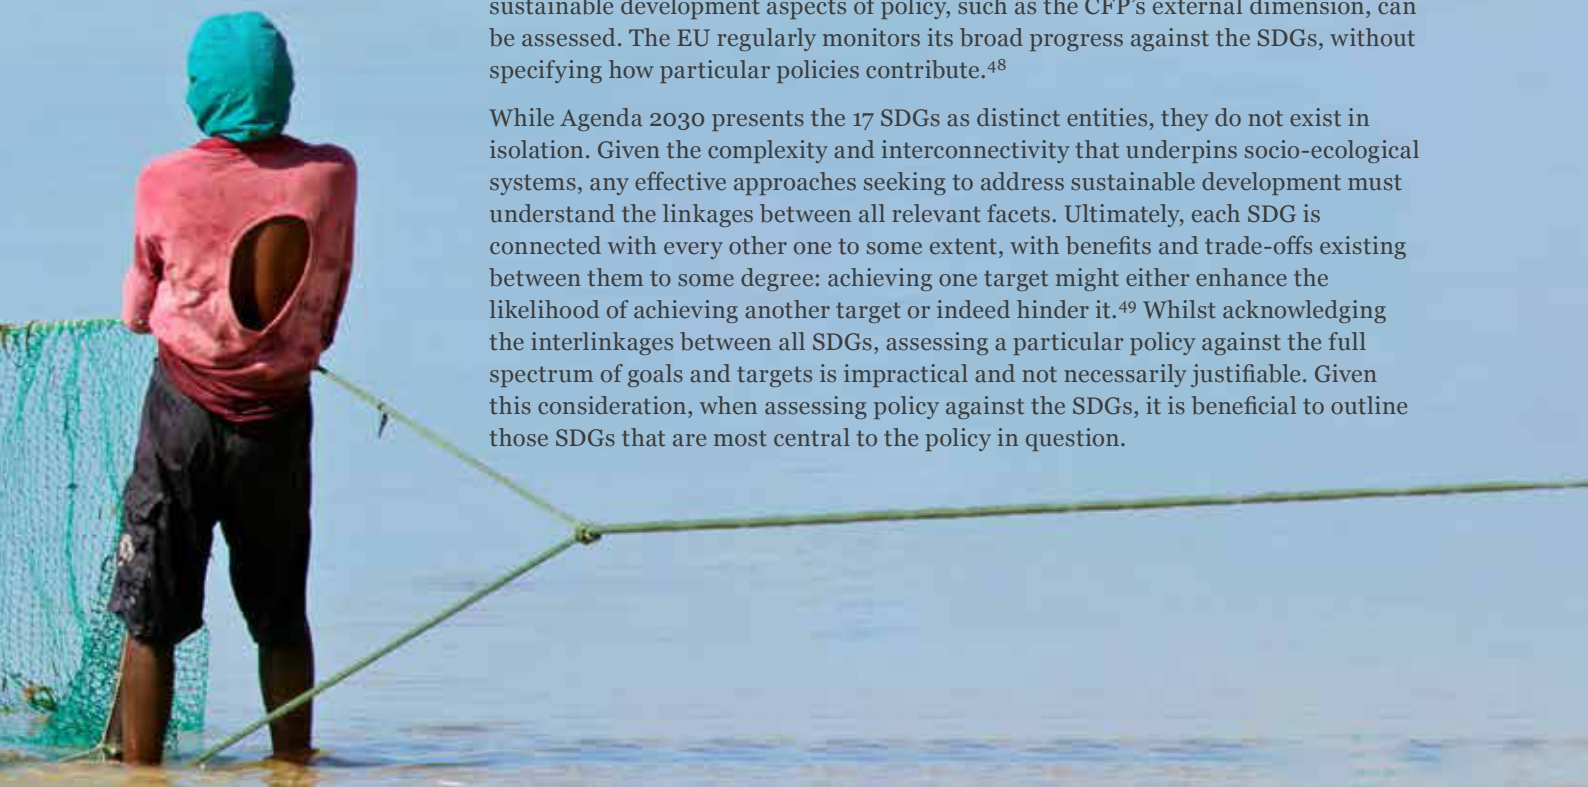 sustainable development aspects of policy, such as the CFP's external dimension, can
be assessed. The EU regularly monitors its broad progress against the SDGs, without
specifying how particular policies contribute.⁴⁸
While Agenda 2030 presents the 17 SDGs as distinct entities, they do not exist in
isolation. Given the complexity and interconnectivity that underpins socio-ecological
systems, any effective approaches seeking to address sustainable development must
understand the linkages between all relevant facets. Ultimately, each SDG is
connected with every other one to some extent, with benefits and trade-offs existing
between them to some degree: achieving one target might either enhance the
likelihood of achieving another target or indeed hinder it.⁴⁹ Whilst acknowledging
the interlinkages between all SDGs, assessing a particular policy against the full
spectrum of goals and targets is impractical and not necessarily justifiable. Given
this consideration, when assessing policy against the SDGs, it is beneficial to outline
those SDGs that are most central to the policy in question.